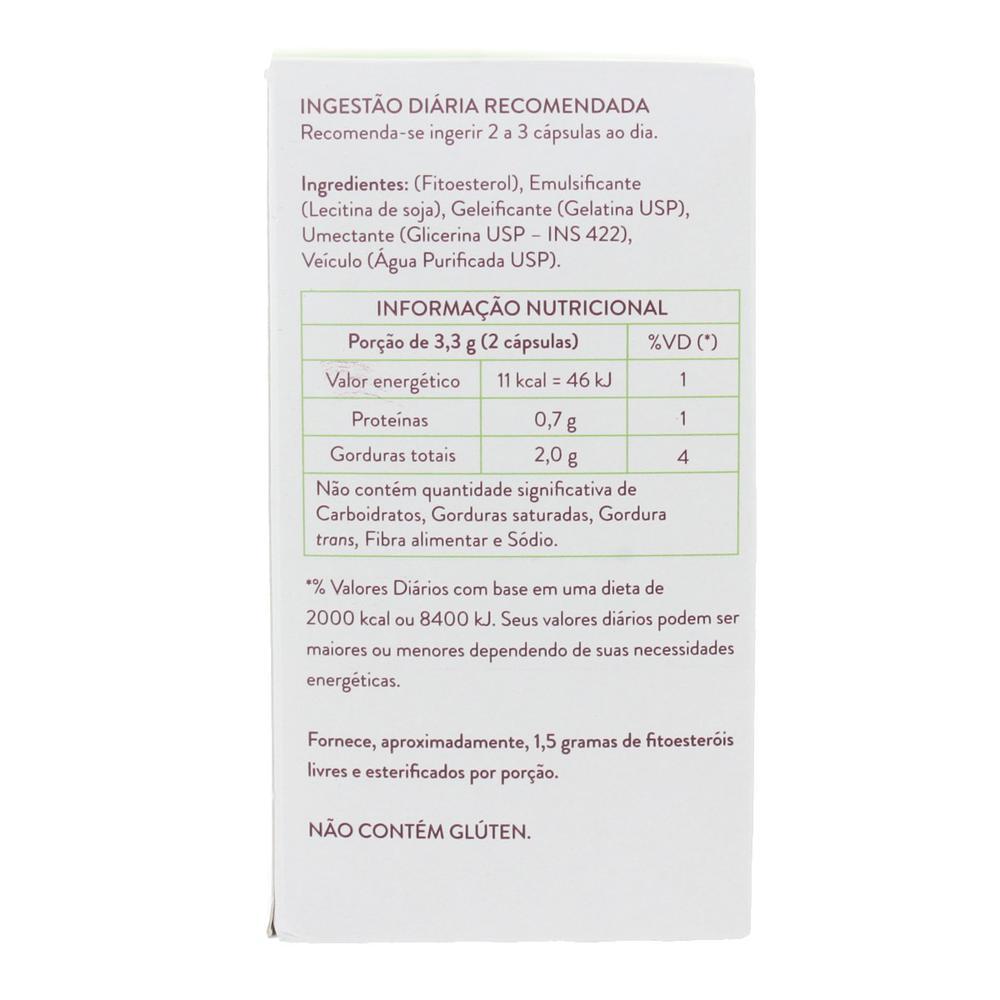 INGESTÃO DIÁRIA RECOMENDADA
Recomenda-se ingerir 2 a 3 cápsulas ao dia.
Ingredientes: (Fitoesterol), Emulsificante
(Lecitina de soja), Geleificante (Gelatina USP),
Umectante (Glicerina USP – INS 422),
Veículo (Água Purificada USP).
INFORMAÇÃO NUTRICIONAL
Porção de 3,3 g (2 cápsulas) %VD (*)
Valor energético 11 kcal = 46 kJ 1
Proteínas 0,7 g 1
Gorduras totais 2,0 g 4
Não contém quantidade significativa de
Carboidratos, Gorduras saturadas, Gordura
trans, Fibra alimentar e Sódio.
*% Valores Diários com base em uma dieta de
2000 kcal ou 8400 kJ. Seus valores diários podem ser
maiores ou menores dependendo de suas necessidades
energéticas.
Fornece, aproximadamente, 1,5 gramas de fitoesteróis
livres e esterificados por porção.
NÃO CONTÉM GLÚTEN.